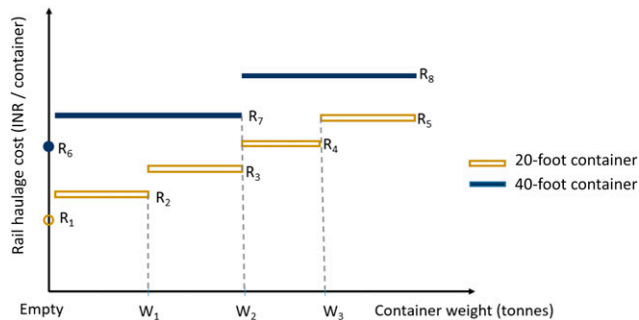 Rail haulage cost (INR / container)
R₈
R₇
R₅
R₆
R₄
R₃
R₂
R₁
20-foot container
40-foot container
Empty
W₁
W₂
W₃
Container weight (tonnes)